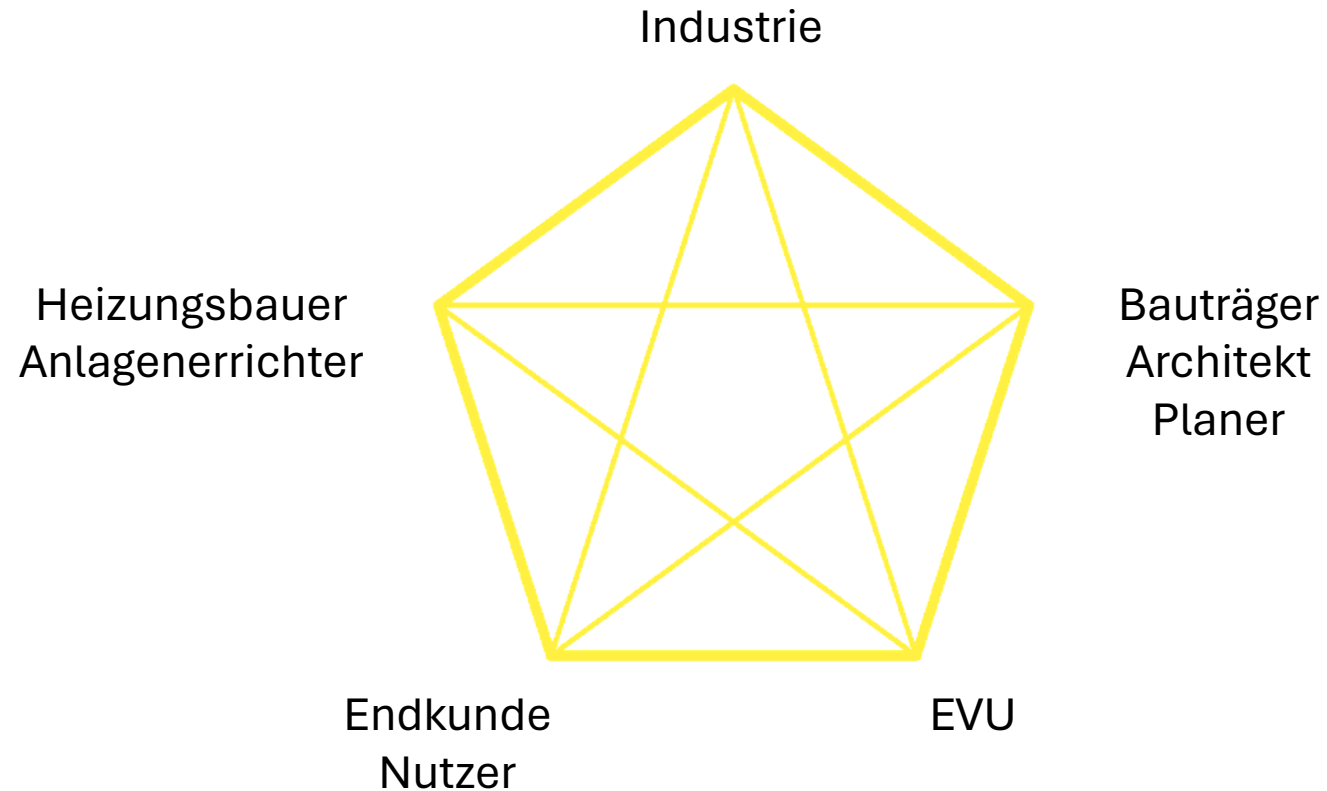 Industrie
Heizungsbauer
Anlagenerrichter
Bauträger
Architekt
Planer
Endkunde
Nutzer
EVU